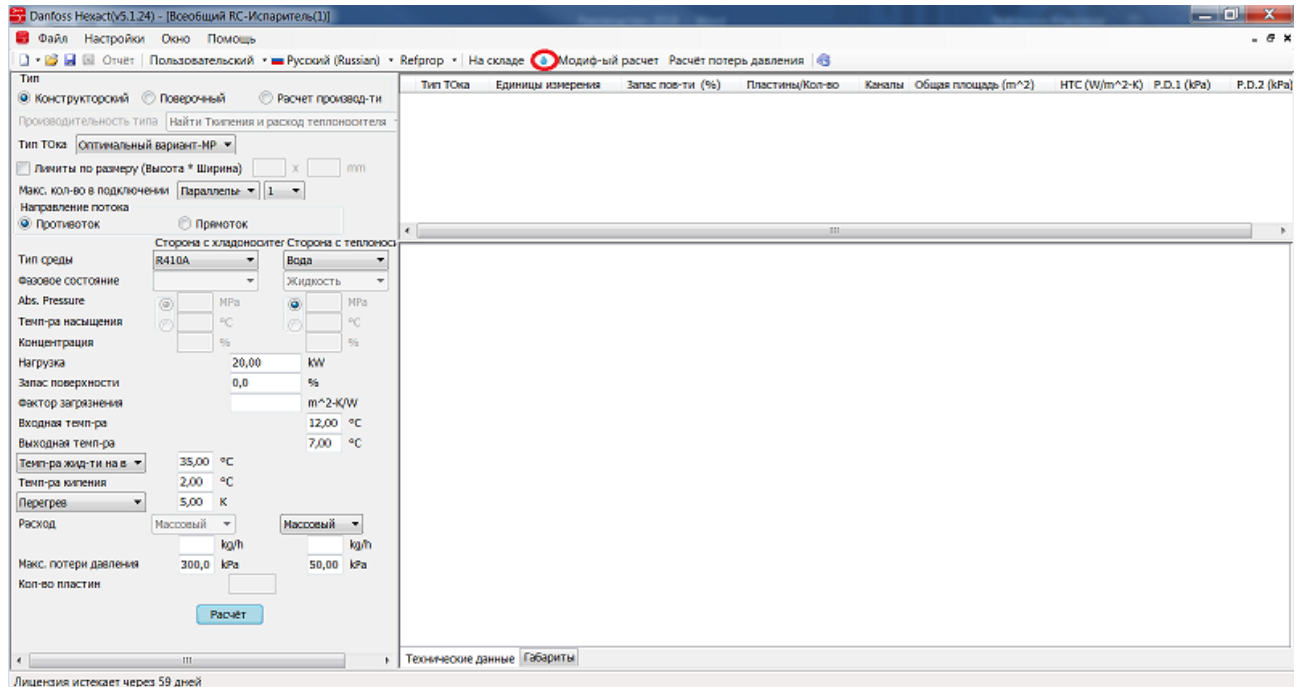 Danfoss Hexact(v5.1.24) - [Всеобщий RC-Испаритель(1)]
Файл Настройки Окно Помощь
Отчёт Пользовательский Русский (Russian) Refprop На складе Модиф-ый расчет Расчёт потерь давления
Тип
Конструкторский Поверочный Расчет производ-ти
Производительность типа Найти Ткипения и расход теплоносителя
Тип ТОка Оптимальный вариант-MP
Лимиты по размеру (Высота * Ширина) x mm
Макс. кол-во в подключении Параллель 1
Направление потока
Противоток Прямоток
Сторона с хладоносител Сторона с теплоносі
Тип среды R410A Вода
Фазовое состояние Жидкость
Abs. Pressure MPa MPa
Темп-ра насыщения °C °C
Концентрация % %
Нагрузка 20,00 kW
Запас поверхности 0,0 %
Фактор загрязнения m^2-K/W
Входная темп-ра 12,00 °C
Выходная темп-ра 7,00 °C
Темп-ра жид-ти на в 35,00 °C
Темп-ра кипения 2,00 °C
Перегрев 5,00 K
Расход Массовый Массовый
kg/h kg/h
Макс. потери давления 300,0 kPa 50,00 kPa
Кол-во пластин
Расчёт
Тип ТОка Единицы измерения Запас пов-ти (%) Пластины/Кол-во Каналы Общая площадь (m^2) HTC (W/m^2-K) P.D.1 (kPa) P.D.2 (kPa)
Технические данные Габариты
Лицензия истекает через 59 дней